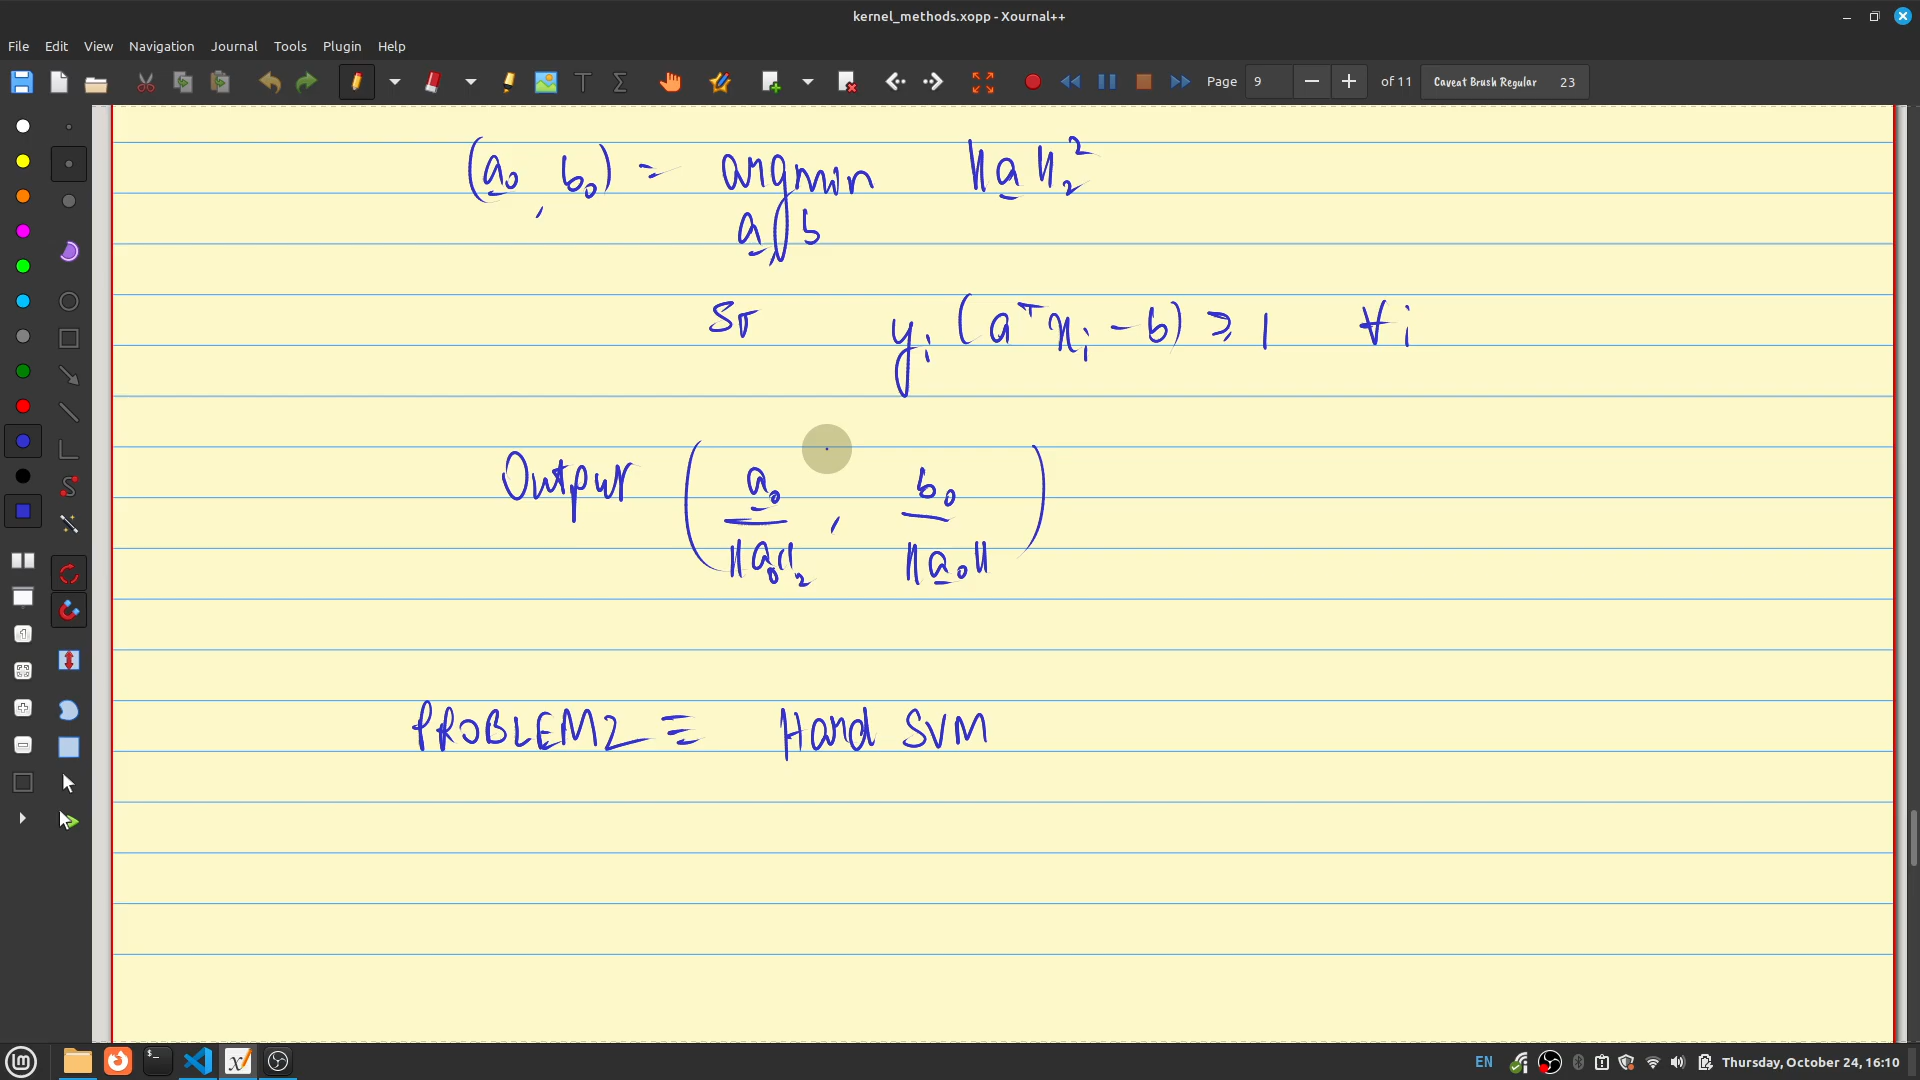 kernel_methods.xopp - Xournal++
File Edit View Navigation Journal Tools Plugin Help
Page 9 of 11 Caveat Brush Regular 23
(a₀, b₀) = argmin ‖a‖₂²
a, b
ST yᵢ (aᵀxᵢ - b) ≥ 1 ∀ i
Output (a₀/‖a₀‖₂, b₀/‖a₀‖)
PROBLEM2 ≡ Hard SVM
EN Thursday, October 24, 16:10